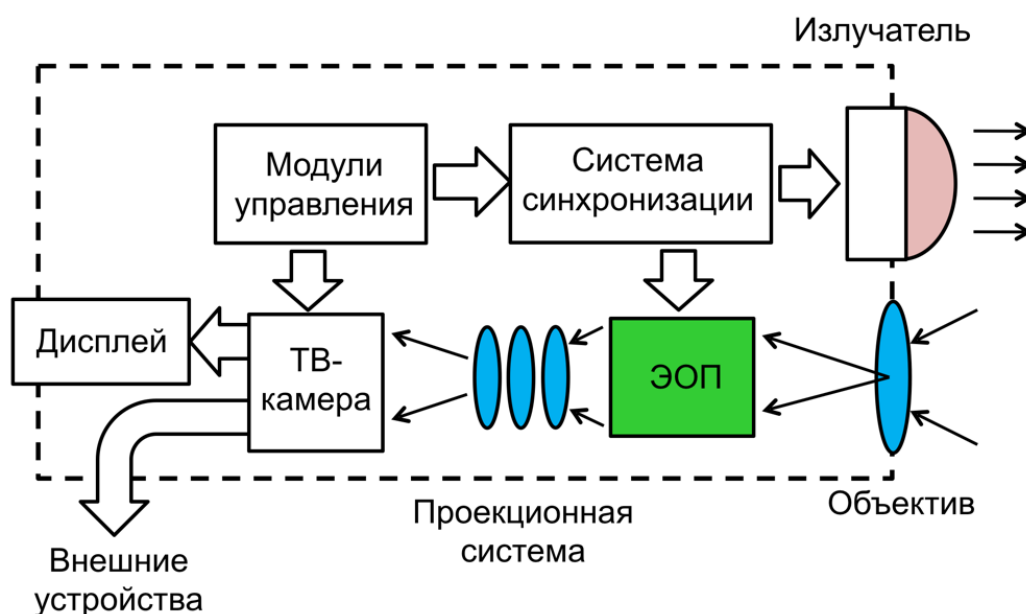 Излучатель
Модули
управления
Система
синхронизации
Дисплей
ТВ-
камера
ЭОП
Проекционная
система
Объектив
Внешние
устройства